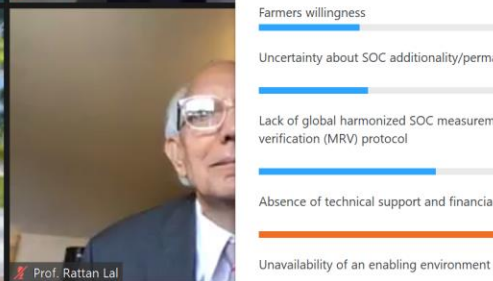 Farmers willingness
Uncertainty about SOC additionality/perma
Lack of global harmonized SOC measurem
verification (MRV) protocol
Absence of technical support and financia
Unavailability of an enabling environment
Prof. Rattan Lal